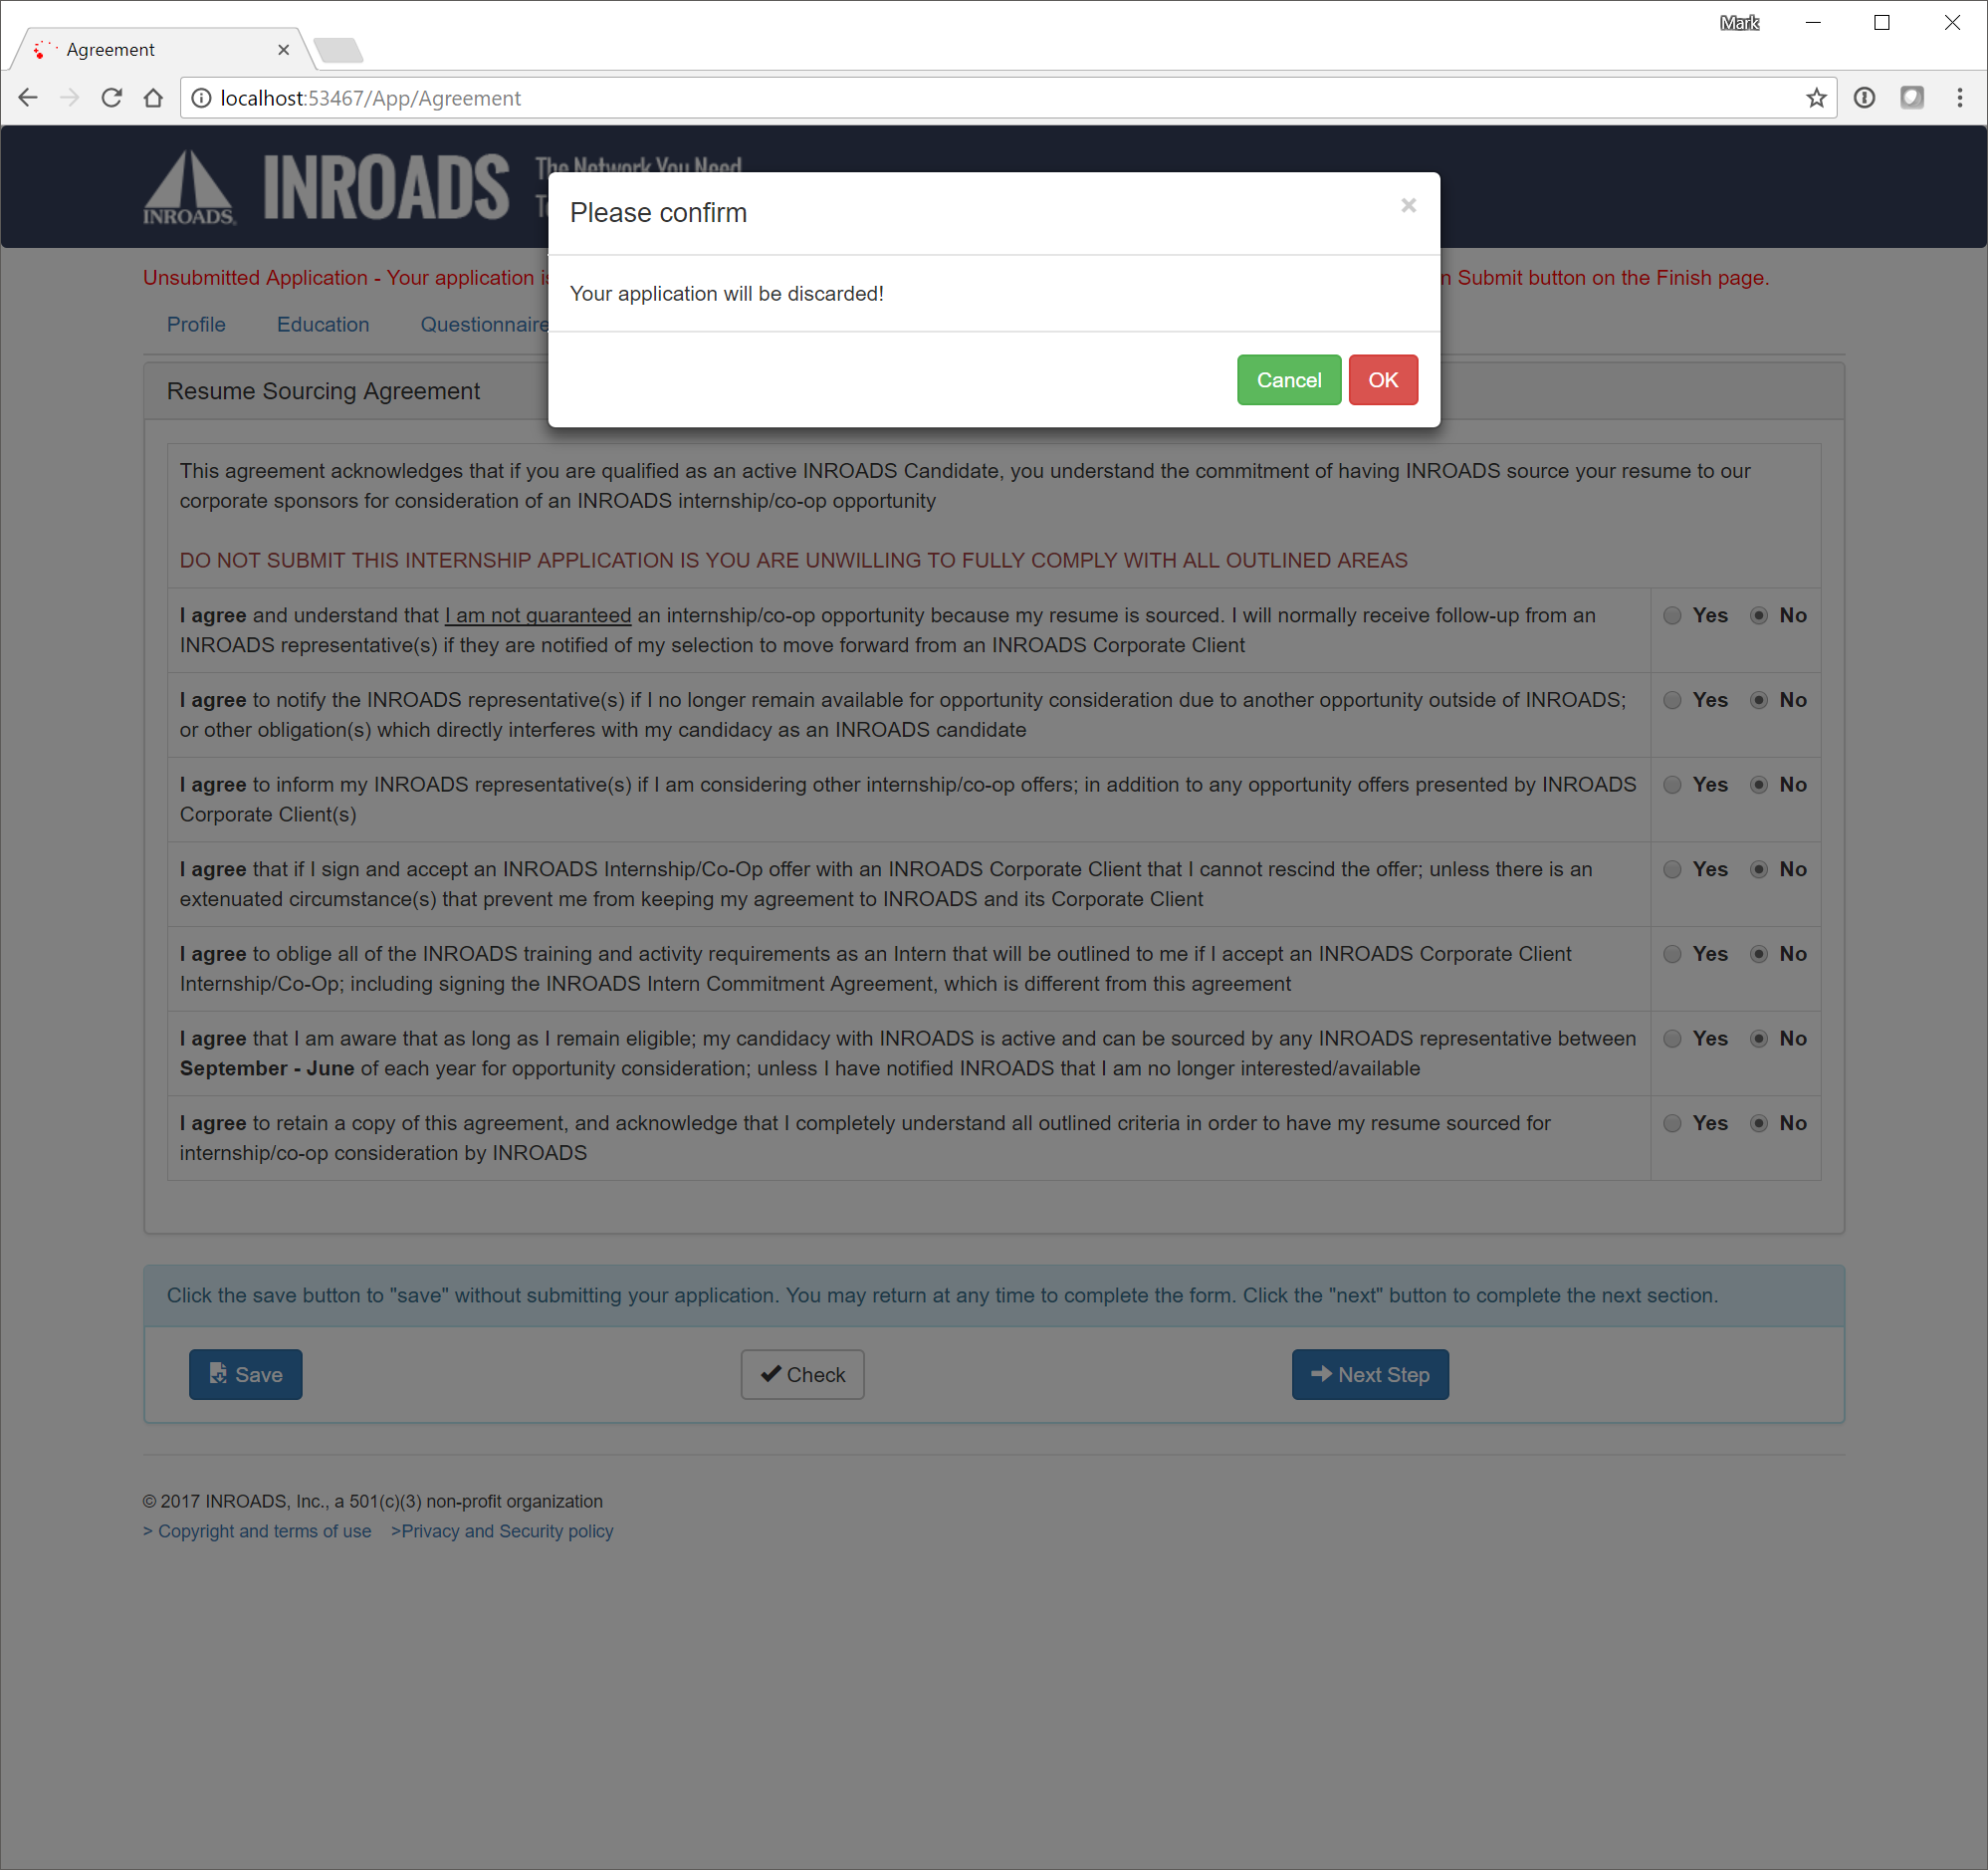 Mark
Agreement
localhost:53467/App/Agreement
INROADS
INROADS
The Network You Need
Please confirm
Unsubmitted Application - Your application
n Submit button on the Finish page.
Your application will be discarded!
Profile Education Questionnaire
Cancel OK
Resume Sourcing Agreement
This agreement acknowledges that if you are qualified as an active INROADS Candidate, you understand the commitment of having INROADS source your resume to our
corporate sponsors for consideration of an INROADS internship/co-op opportunity
DO NOT SUBMIT THIS INTERNSHIP APPLICATION IS YOU ARE UNWILLING TO FULLY COMPLY WITH ALL OUTLINED AREAS
I agree and understand that I am not guaranteed an internship/co-op opportunity because my resume is sourced. I will normally receive follow-up from an Yes No
INROADS representative(s) if they are notified of my selection to move forward from an INROADS Corporate Client
I agree to notify the INROADS representative(s) if I no longer remain available for opportunity consideration due to another opportunity outside of INROADS; Yes No
or other obligation(s) which directly interferes with my candidacy as an INROADS candidate
I agree to inform my INROADS representative(s) if I am considering other internship/co-op offers; in addition to any opportunity offers presented by INROADS Yes No
Corporate Client(s)
I agree that if I sign and accept an INROADS Internship/Co-Op offer with an INROADS Corporate Client that I cannot rescind the offer; unless there is an Yes No
extenuated circumstance(s) that prevent me from keeping my agreement to INROADS and its Corporate Client
I agree to oblige all of the INROADS training and activity requirements as an Intern that will be outlined to me if I accept an INROADS Corporate Client Yes No
Internship/Co-Op; including signing the INROADS Intern Commitment Agreement, which is different from this agreement
I agree that I am aware that as long as I remain eligible; my candidacy with INROADS is active and can be sourced by any INROADS representative between Yes No
September - June of each year for opportunity consideration; unless I have notified INROADS that I am no longer interested/available
I agree to retain a copy of this agreement, and acknowledge that I completely understand all outlined criteria in order to have my resume sourced for Yes No
internship/co-op consideration by INROADS
Click the save button to "save" without submitting your application. You may return at any time to complete the form. Click the "next" button to complete the next section.
Save Check Next Step
© 2017 INROADS, Inc., a 501(c)(3) non-profit organization
> Copyright and terms of use >Privacy and Security policy